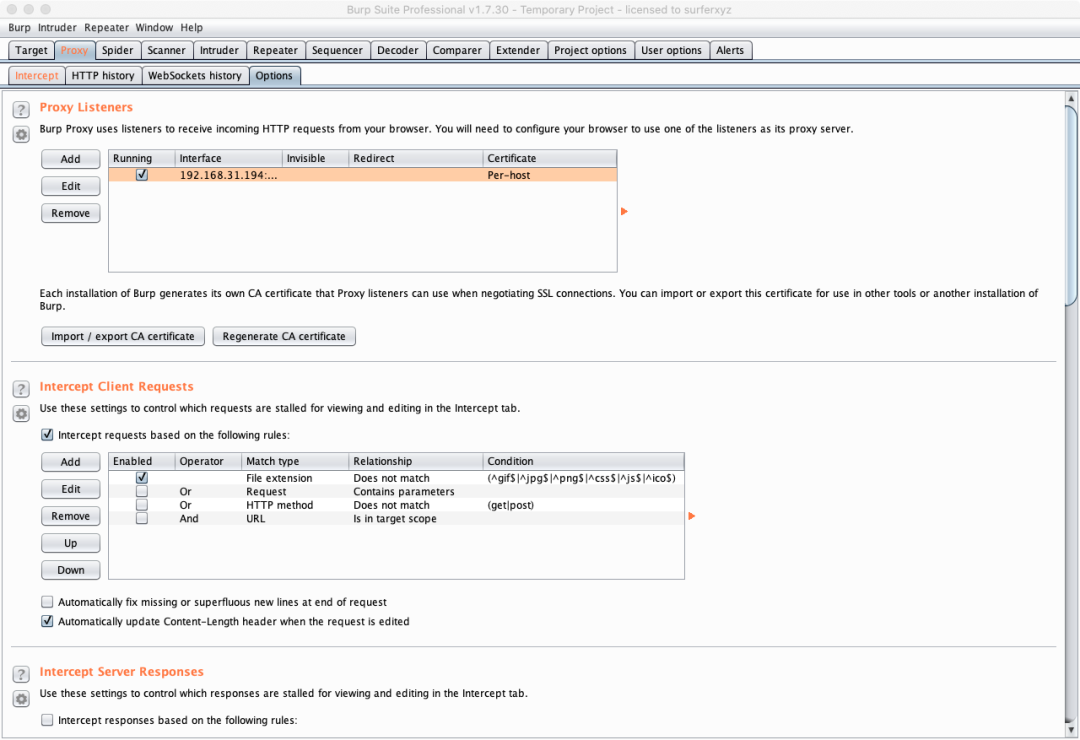 Burp Suite Professional v1.7.30 - Temporary Project - licensed to surferxyz
Burp Intruder Repeater Window Help
Target Proxy Spider Scanner Intruder Repeater Sequencer Decoder Comparer Extender Project options User options Alerts
Intercept HTTP history WebSockets history Options
? Proxy Listeners
Burp Proxy uses listeners to receive incoming HTTP requests from your browser. You will need to configure your browser to use one of the listeners as its proxy server.
Add Running Interface Invisible Redirect Certificate
192.168.31.194:... Per-host
Edit
Remove
Each installation of Burp generates its own CA certificate that Proxy listeners can use when negotiating SSL connections. You can import or export this certificate for use in other tools or another installation of
Burp.
Import / export CA certificate Regenerate CA certificate
? Intercept Client Requests
Use these settings to control which requests are stalled for viewing and editing in the Intercept tab.
Intercept requests based on the following rules:
Add Enabled Operator Match type Relationship Condition
File extension Does not match (^gif$|^jpg$|^png$|^css$|^js$|^ico$)
Edit Or Request Contains parameters
Or HTTP method Does not match (get|post)
Remove And URL Is in target scope
Up
Down
Automatically fix missing or superfluous new lines at end of request
Automatically update Content-Length header when the request is edited
? Intercept Server Responses
Use these settings to control which responses are stalled for viewing and editing in the Intercept tab.
Intercept responses based on the following rules: